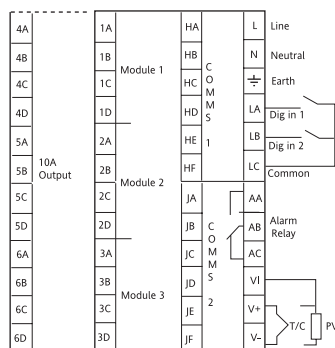 4A 1A HA L Line
4B 1B HB N Neutral
4C 1C HC Earth
4D 1D HD LA Dig in 1
5A 2A HE LB Dig in 2
5B 2B HF LC Common
5C 2C JA AA
5D 2D JB AB
6A 3A JC AC
6B 3B JD VI
6C 3C JE V+
6D 3D JF V–
10A
Output
Module 1
Module 2
Module 3
COMMS 1
COMMS 2
Alarm
Relay
T/C PV